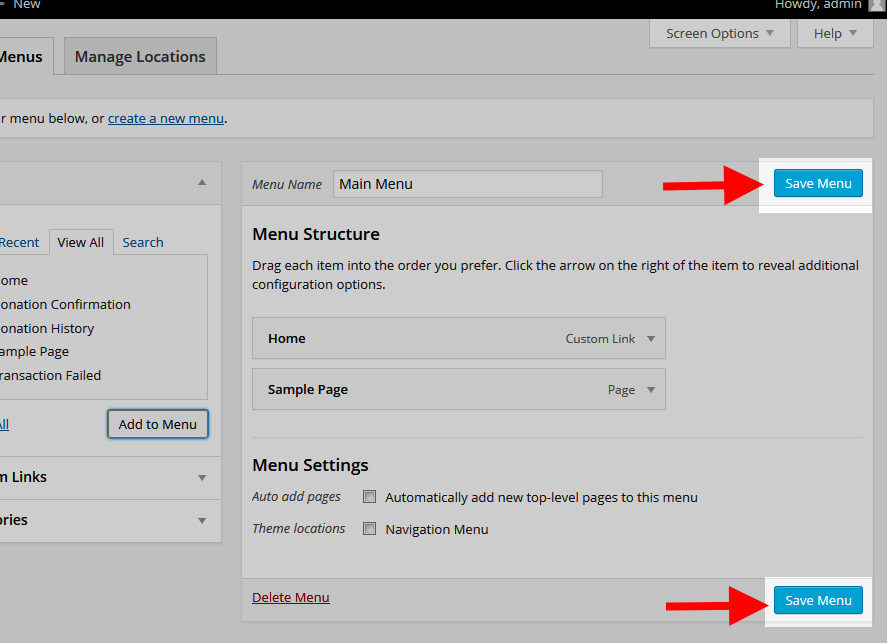 New
Howdy, admin
Screen Options
Help
Menus
Manage Locations
r menu below, or create a new menu.
Menu Name
Main Menu
Save Menu
Recent
View All
Search
ome
onation Confirmation
onation History
ample Page
ransaction Failed
All
Add to Menu
m Links
ories
Menu Structure
Drag each item into the order you prefer. Click the arrow on the right of the item to reveal additional
configuration options.
Home
Custom Link
Sample Page
Page
Menu Settings
Auto add pages
Automatically add new top-level pages to this menu
Theme locations
Navigation Menu
Delete Menu
Save Menu